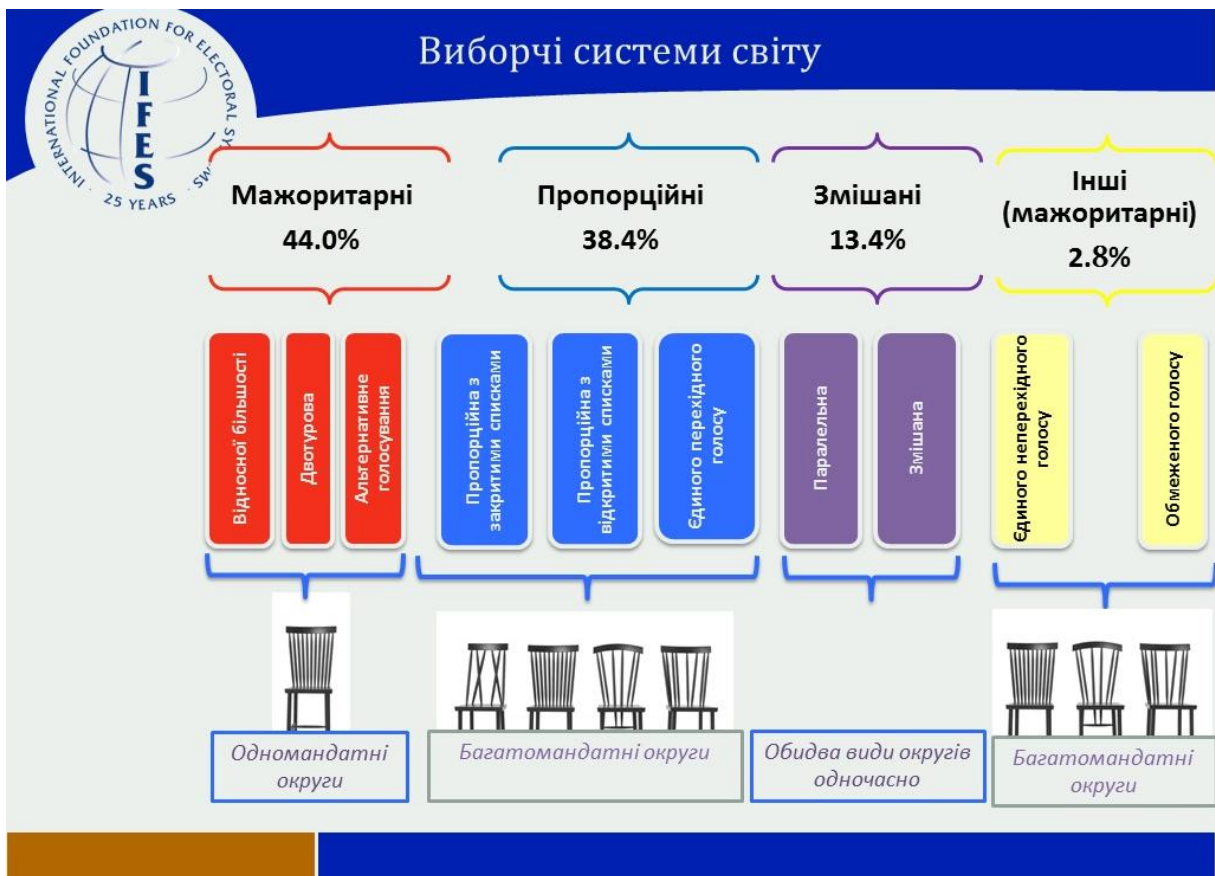 INTERNATIONAL FOUNDATION FOR ELECTORAL SY SMS · 25 YEARS ·
IFES
Виборчі системи світу
Мажоритарні
44.0%
Пропорційні
38.4%
Змішані
13.4%
Інші
(мажоритарні)
2.8%
Відносної більшості
Двотурова
Альтернативне
голосування
Пропорційна з
закритими списками
Пропорційна з
відкритими списками
Єдиного перехідного
голосу
Паралельна
Змішана
Єдиного неперехідного
голосу
Обмеженого голосу
Одномандатні
округи
Багатомандатні округи
Обидва види округів
одночасно
Багатомандатні
округи